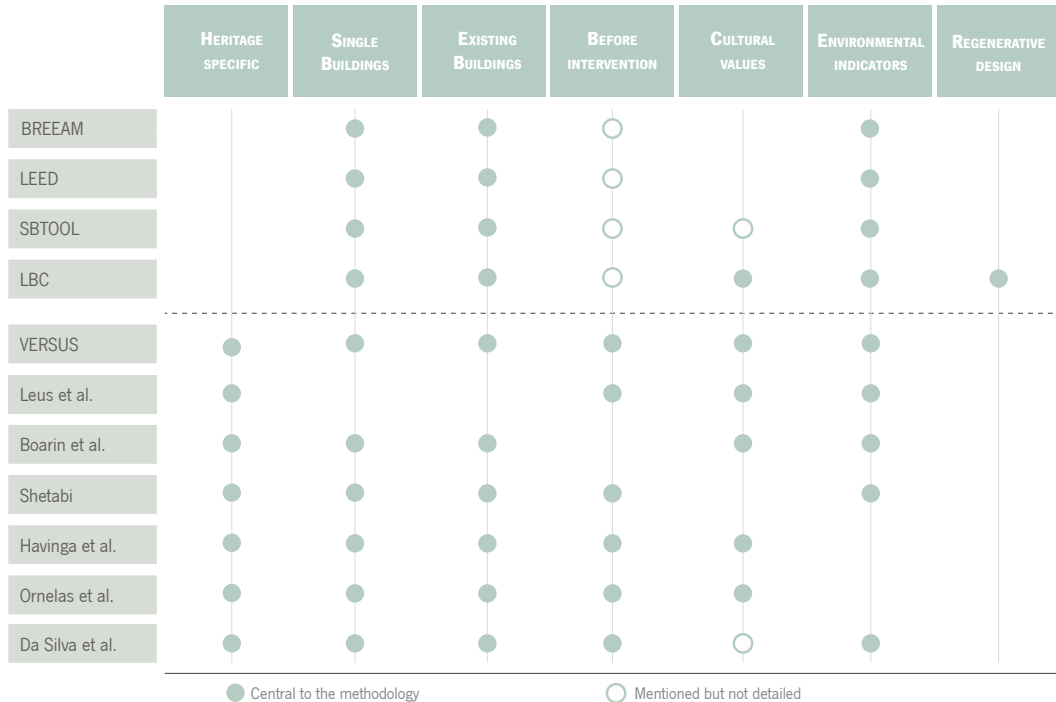 HERITAGE
SPECIFIC
SINGLE
BUILDINGS
EXISTING
BUILDINGS
BEFORE
INTERVENTION
CULTURAL
VALUES
ENVIRONMENTAL
INDICATORS
REGENERATIVE
DESIGN
BREEAM
LEED
SBTOOL
LBC
VERSUS
Leus et al.
Boarin et al.
Shetabi
Havinga et al.
Ornelas et al.
Da Silva et al.
Central to the methodology
Mentioned but not detailed